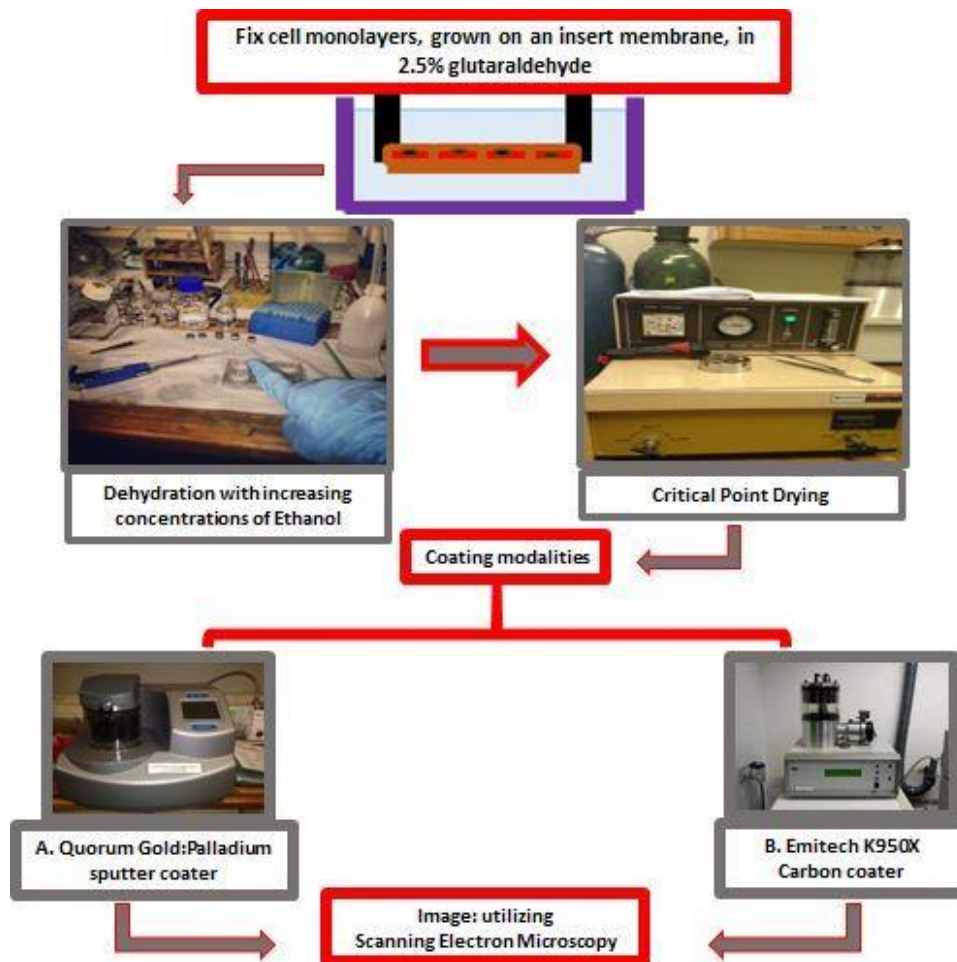 Fix cell monolayers, grown on an insert membrane, in
2.5% glutaraldehyde
Dehydration with increasing
concentrations of Ethanol
Critical Point Drying
Coating modalities
A. Quorum Gold:Palladium
sputter coater
B. Emitech K950X
Carbon coater
Image: utilizing
Scanning Electron Microscopy